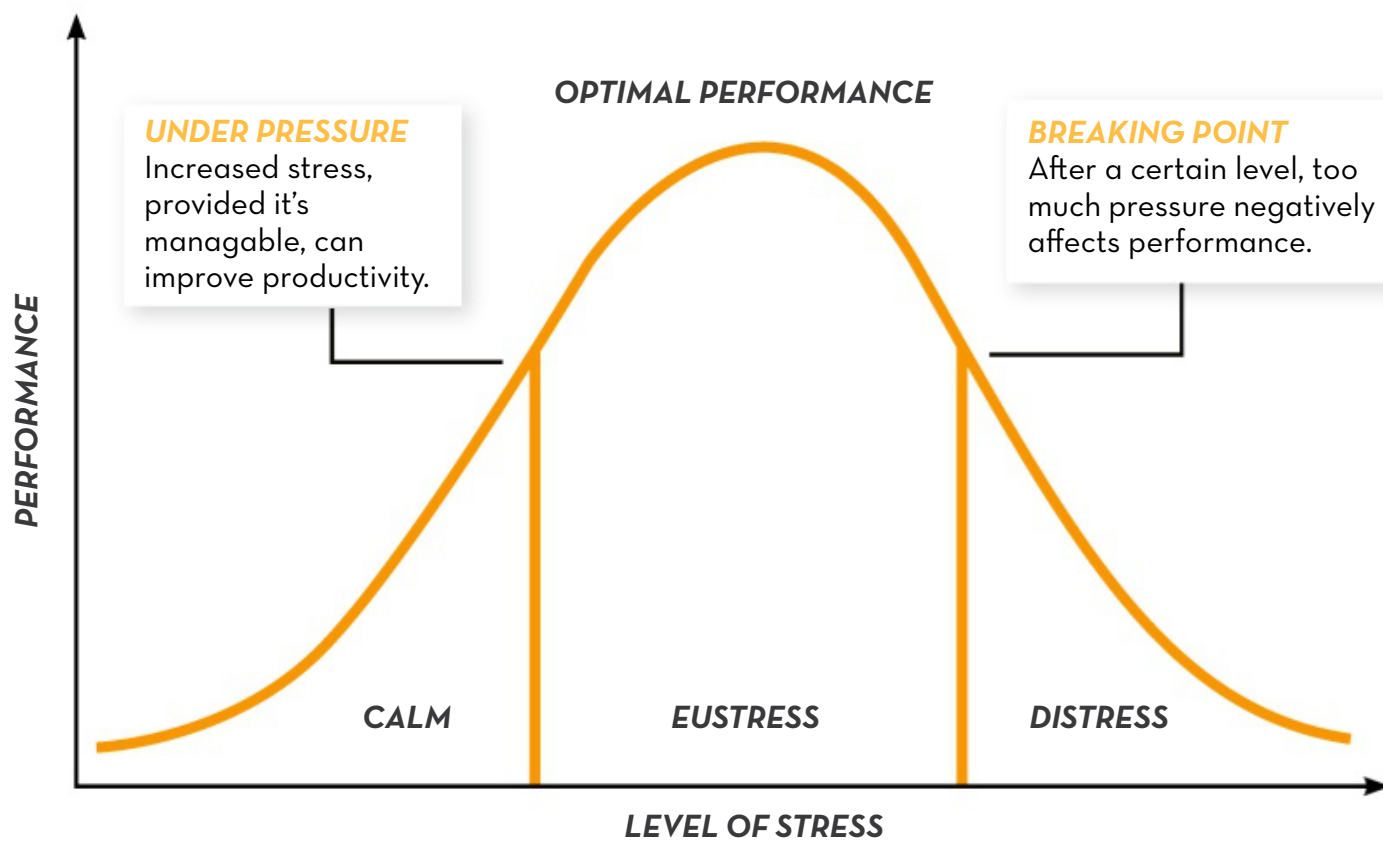 OPTIMAL PERFORMANCE
UNDER PRESSURE
Increased stress,
provided it’s
managable, can
improve productivity.
BREAKING POINT
After a certain level, too
much pressure negatively
affects performance.
PERFORMANCE
CALM
EUSTRESS
DISTRESS
LEVEL OF STRESS